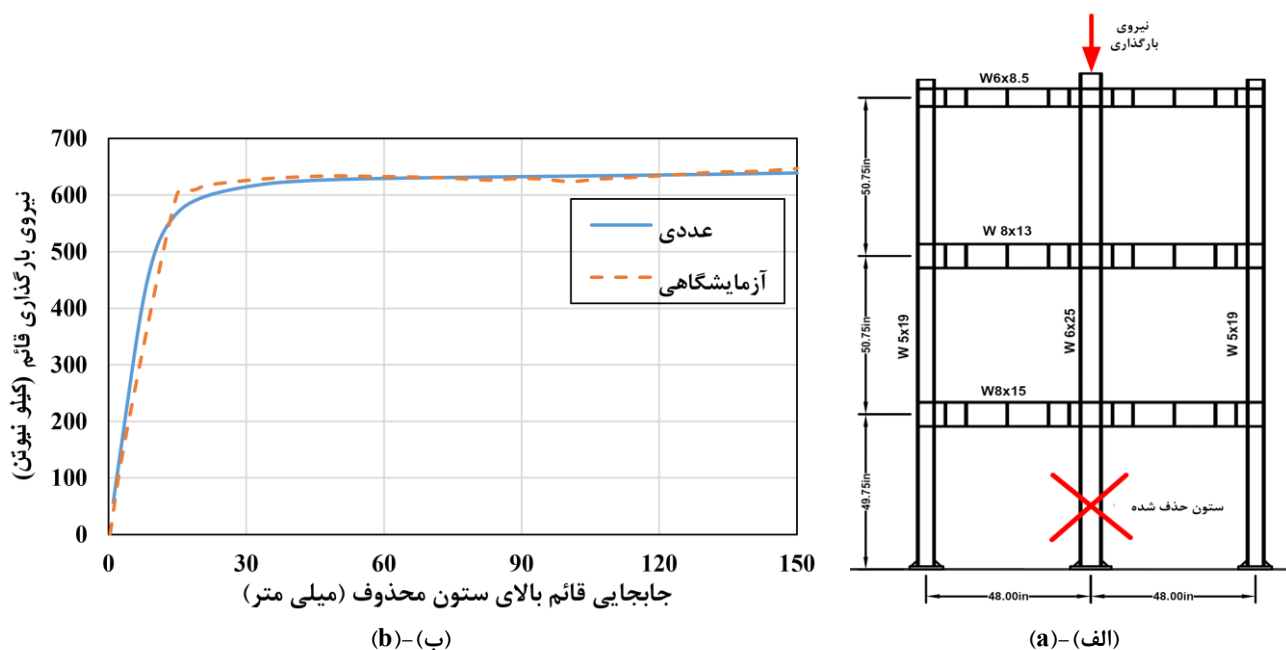 نیروی
بارگذاری
W6x8.5
50.75in
W 8x13
50.75in
W 5x19
W 6x25
W 5x19
W8x15
49.75in
ستون حذف شده
48.00in
48.00in
(الف)-(a)
700
600
500
400
300
200
100
0
نیروی بارگذاری قائم (کیلو نیوتن)
عددی
آزمایشگاهی
0
30
60
90
120
150
جابجایی قائم بالای ستون محذوف (میلی متر)
(ب)-(b)